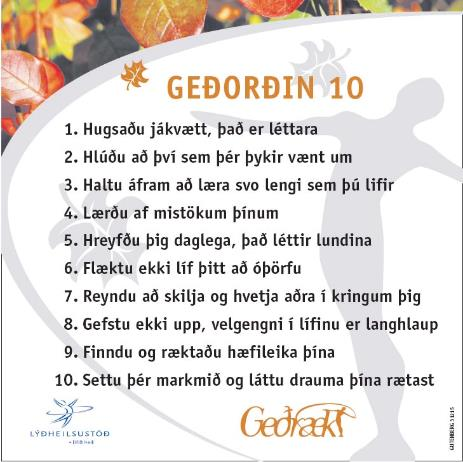 GEÐORÐIN 10
1. Hugsaðu jákvætt, það er léttara
2. Hlúðu að því sem þér þykir vænt um
3. Haltu áfram að læra svo lengi sem þú lifir
4. Lærðu af mistökum þínum
5. Hreyfðu þig daglega, það léttir lundina
6. Flæktu ekki líf þitt að óþörfu
7. Reyndu að skilja og hvetja aðra í kringum þig
8. Gefstu ekki upp, velgengni í lífinu er langhlaup
9. Finndu og ræktaðu hæfileika þína
10. Settu þér markmið og láttu drauma þína rætast
LÝÐHEILSUSTÖÐ
Geðrækt